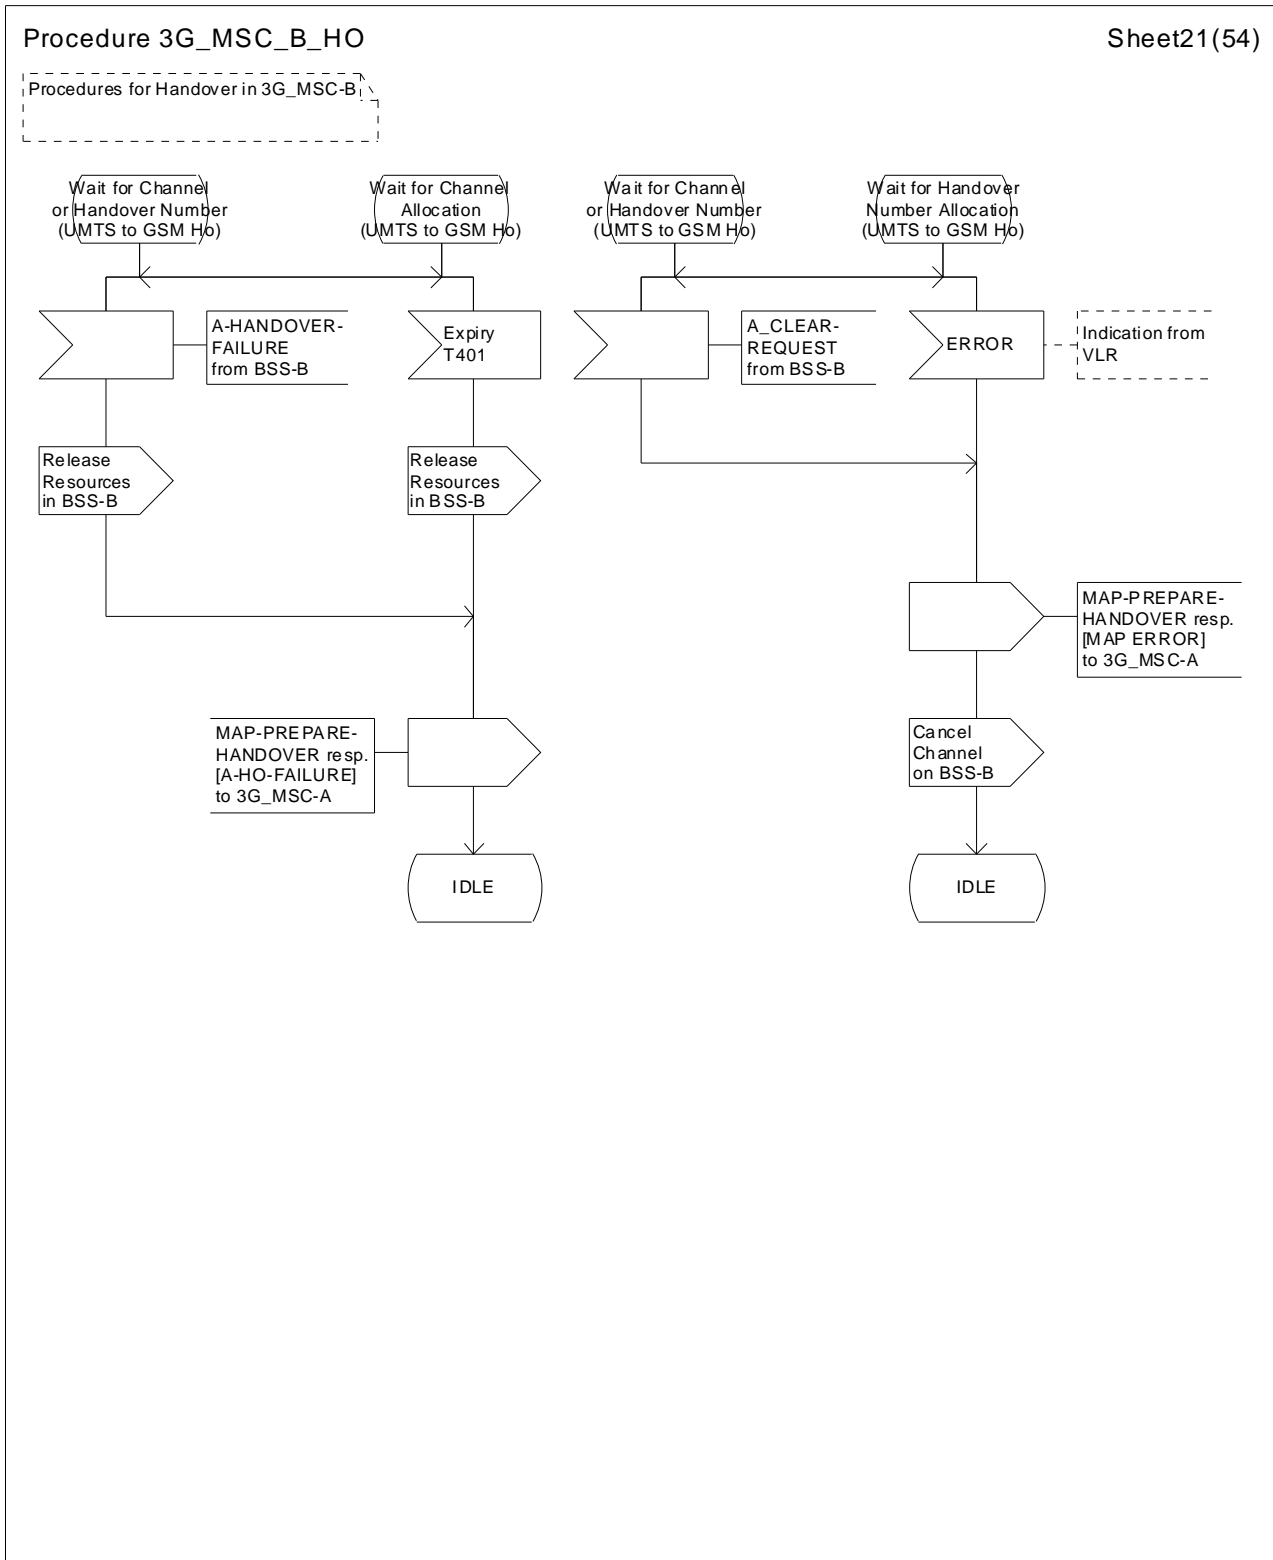 Procedure 3G_MSC_B_HO
Sheet21(54)
Procedures for Handover in 3G_MSC-B
Wait for Channel
or Handover Number
(UMTS to GSM Ho)
Wait for Channel
Allocation
(UMTS to GSM Ho)
Wait for Channel
or Handover Number
(UMTS to GSM Ho)
Wait for Handover
Number Allocation
(UMTS to GSM Ho)
A-HANDOVER-
FAILURE
from BSS-B
Expiry
T401
A_CLEAR-
REQUEST
from BSS-B
ERROR
Indication from
VLR
Release
Resources
in BSS-B
Release
Resources
in BSS-B
MAP-PREPARE-
HANDOVER resp.
[MAP ERROR]
to 3G_MSC-A
MAP-PREPARE-
HANDOVER resp.
[A-HO-FAILURE]
to 3G_MSC-A
Cancel
Channel
on BSS-B
IDLE
IDLE